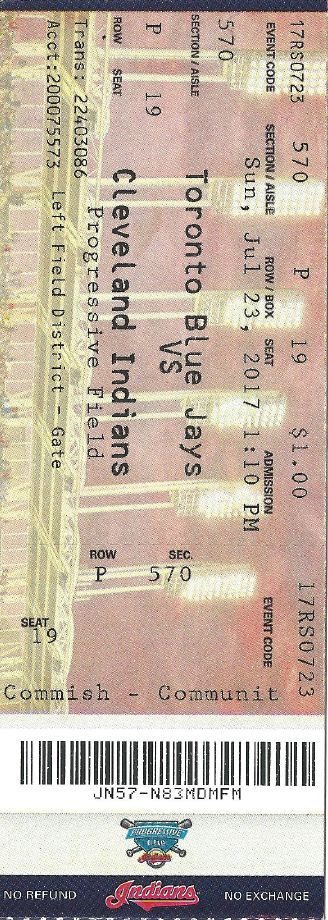 17RS0723 570 P 19 $1.00 17RS0723
EVENT CODE SECTION / AISLE ROW / BOX SEAT ADMISSION EVENT CODE
Sun, Jul 23, 2017 1:10 PM
570
SECTION / AISLE
Toronto Blue Jays
VS
Cleveland Indians
Progressive Field
P 19
ROW SEAT
Trans: 22403086
Acct:200075573 Left Field District - Gate
ROW SEC.
P 570
SEAT
19
Commish - Communit
JN57-N83MDMFM
PROGRESSIVE
FIELD
Indians
NO REFUND Indians NO EXCHANGE